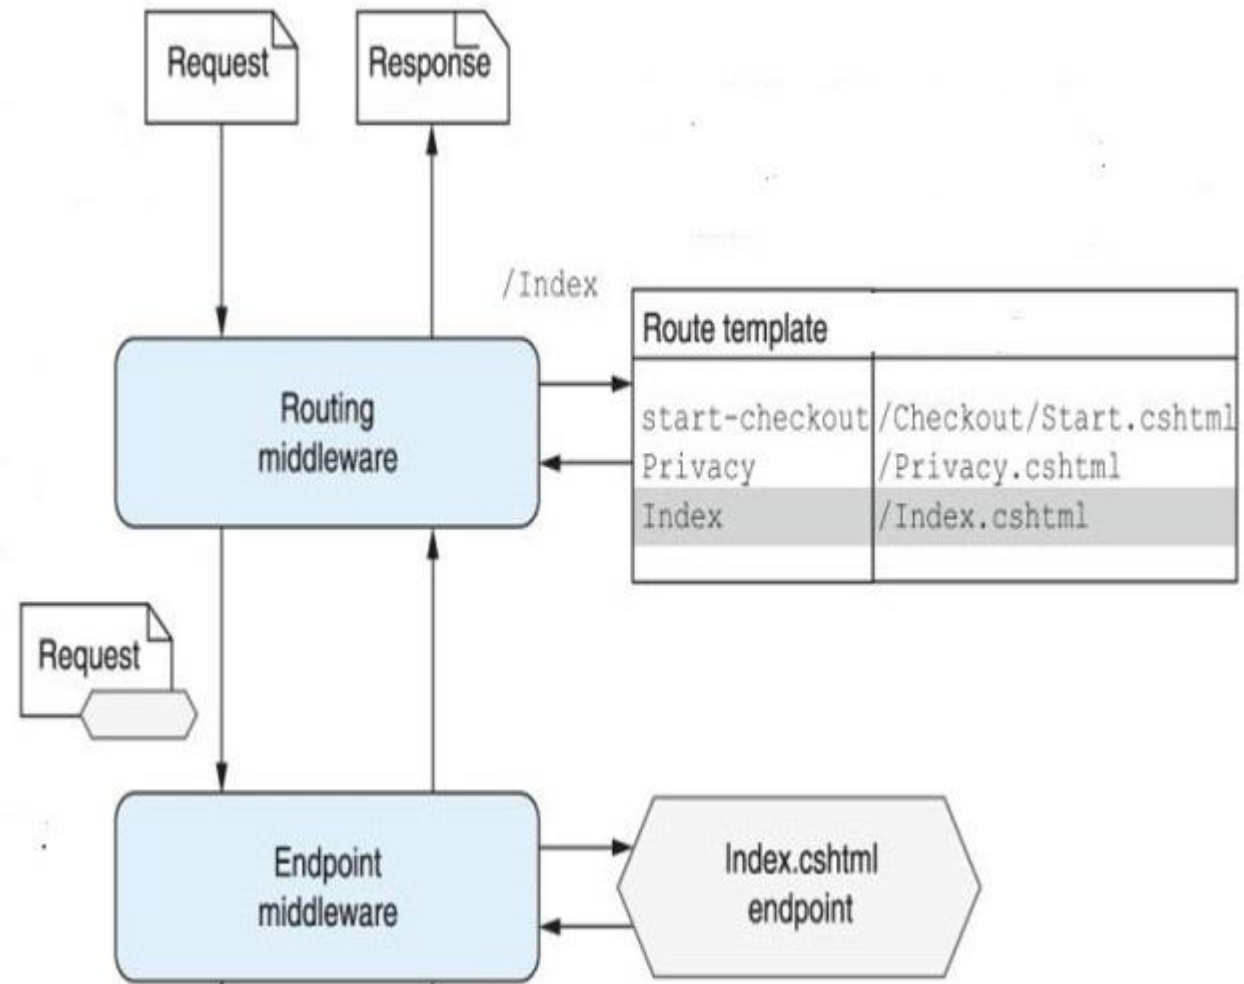 Request
Response
/Index
Route template
start-checkout /Checkout/Start.cshtml
Privacy /Privacy.cshtml
Index /Index.cshtml
Routing
middleware
Request
Endpoint
middleware
Index.cshtml
endpoint